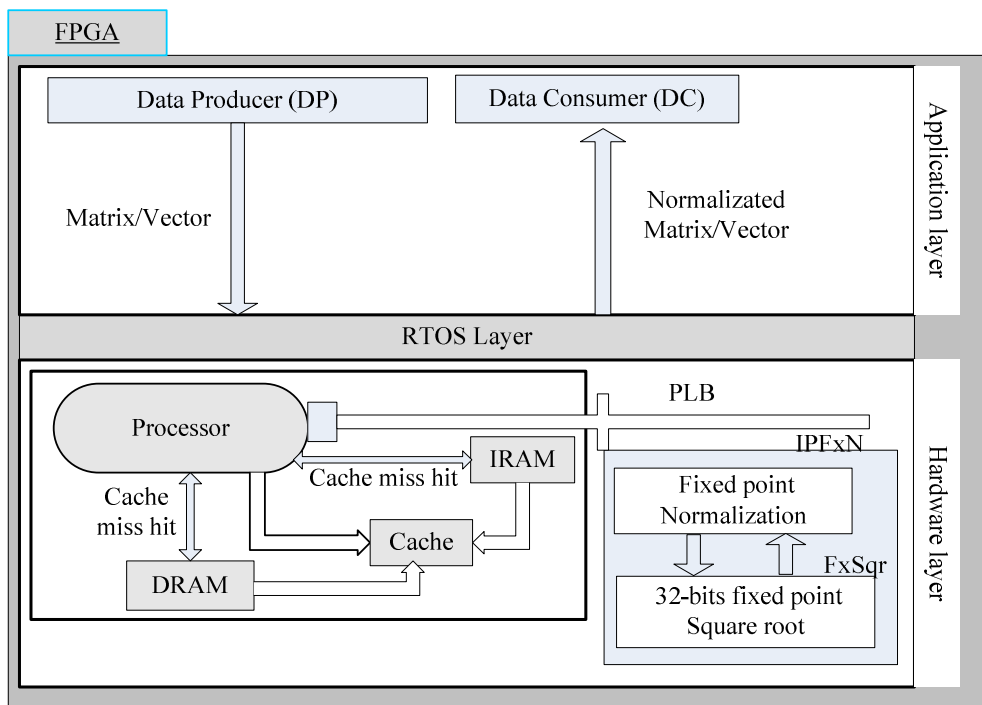 FPGA
Data Producer (DP)
Data Consumer (DC)
Matrix/Vector
Normalizated
Matrix/Vector
Application layer
RTOS Layer
PLB
Processor
IPFxN
Cache miss hit
IRAM
Cache
miss hit
Fixed point
Normalization
Cache
FxSqr
DRAM
32-bits fixed point
Square root
Hardware layer